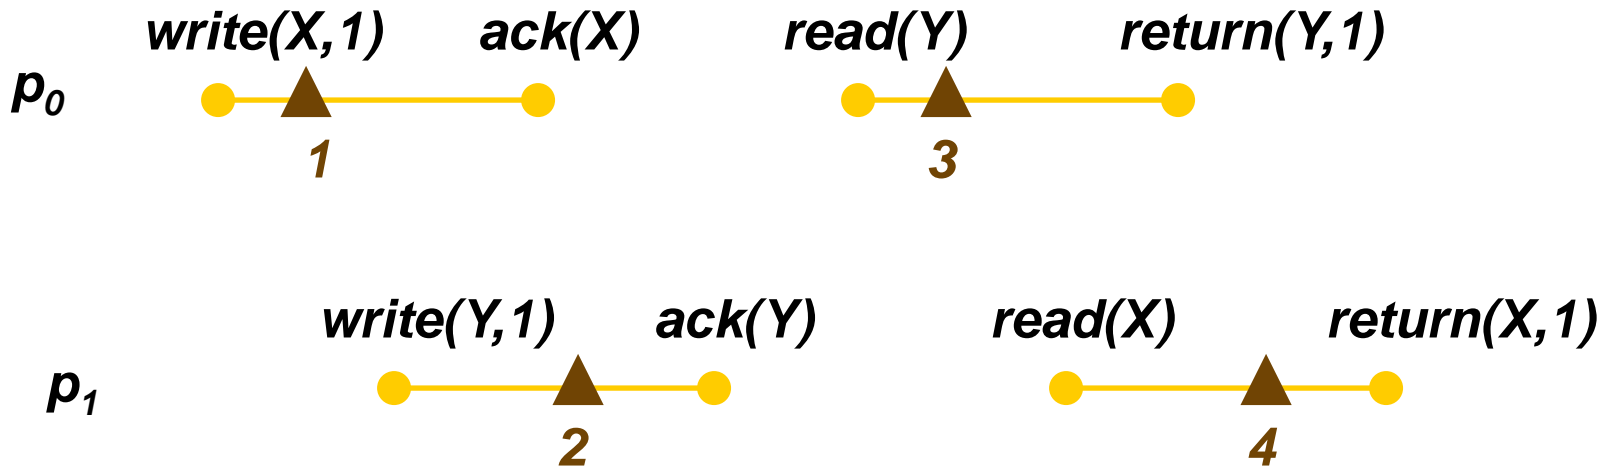 write(X,1) ack(X) read(Y) return(Y,1)
p0
1 3
write(Y,1) ack(Y) read(X) return(X,1)
p1
2 4